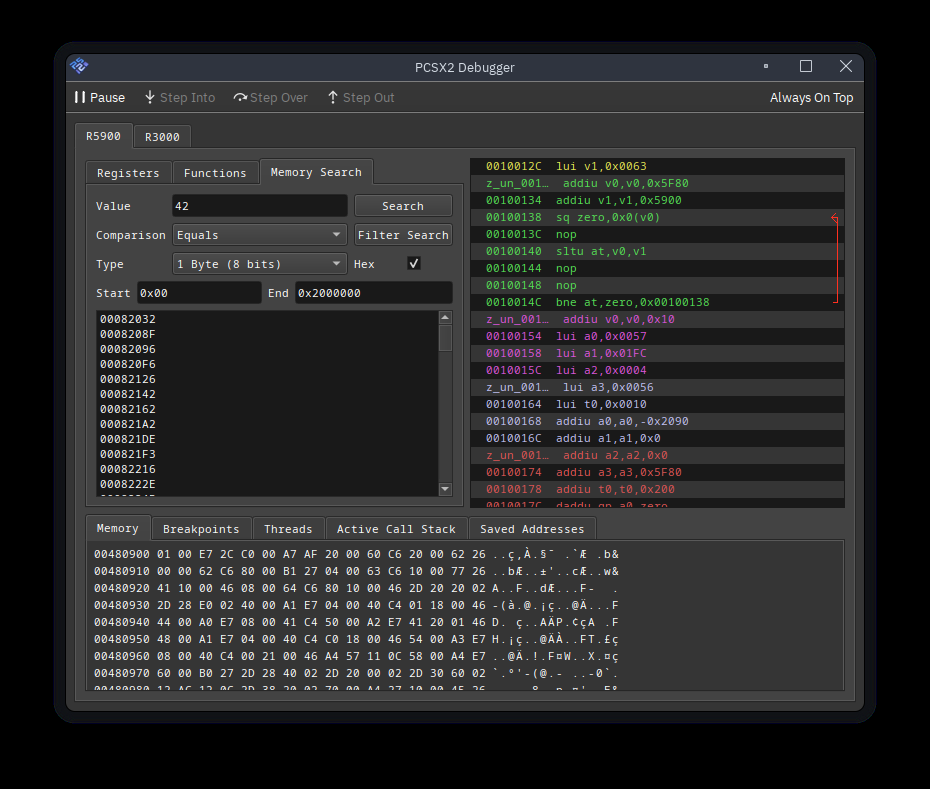 PCSX2 Debugger
Pause Step Into Step Over Step Out Always On Top
R5900 R3000
Registers Functions Memory Search
Value 42 Search
Comparison Equals Filter Search
Type 1 Byte (8 bits) Hex
Start 0x00 End 0x2000000
00082032
0008208F
00082096
000820F6
00082126
00082142
00082162
000821A2
000821DE
000821F3
00082216
0008222E
0010012C lui v1,0x0063
z_un_001… addiu v0,v0,0x5F80
00100134 addiu v1,v1,0x5900
00100138 sq zero,0x0(v0)
0010013C nop
00100140 sltu at,v0,v1
00100144 nop
00100148 nop
0010014C bne at,zero,0x00100138
z_un_001… addiu v0,v0,0x10
00100154 lui a0,0x0057
00100158 lui a1,0x01FC
0010015C lui a2,0x0004
z_un_001… lui a3,0x0056
00100164 lui t0,0x0010
00100168 addiu a0,a0,-0x2090
0010016C addiu a1,a1,0x0
z_un_001… addiu a2,a2,0x0
00100174 addiu a3,a3,0x5F80
00100178 addiu t0,t0,0x200
0010017C daddu gp,a0,zero
Memory Breakpoints Threads Active Call Stack Saved Addresses
00480900 01 00 E7 2C C0 00 A7 AF 20 00 60 C6 20 00 62 26 ..ç,À.§¯ .`Æ .b&
00480910 00 00 62 C6 80 00 B1 27 04 00 63 C6 10 00 77 26 ..bÆ..±'..cÆ..w&
00480920 41 10 00 46 08 00 64 C6 80 10 00 46 2D 20 20 02 A..F..dÆ...F-  .
00480930 2D 28 E0 02 40 00 A1 E7 04 00 40 C4 01 18 00 46 -(à.@.¡ç..@Ä...F
00480940 44 00 A0 E7 08 00 41 C4 50 00 A2 E7 41 20 01 46 D. ç..AÄP.¢çA .F
00480950 48 00 A1 E7 04 00 40 C4 C0 18 00 46 54 00 A3 E7 H.¡ç..@ÄÀ..FT.£ç
00480960 08 00 40 C4 00 21 00 46 A4 57 11 0C 58 00 A4 E7 ..@Ä.!.F¤W..X.¤ç
00480970 60 00 B0 27 2D 28 40 02 2D 20 00 02 2D 30 60 02 `.°'-(@.- ..-0`.